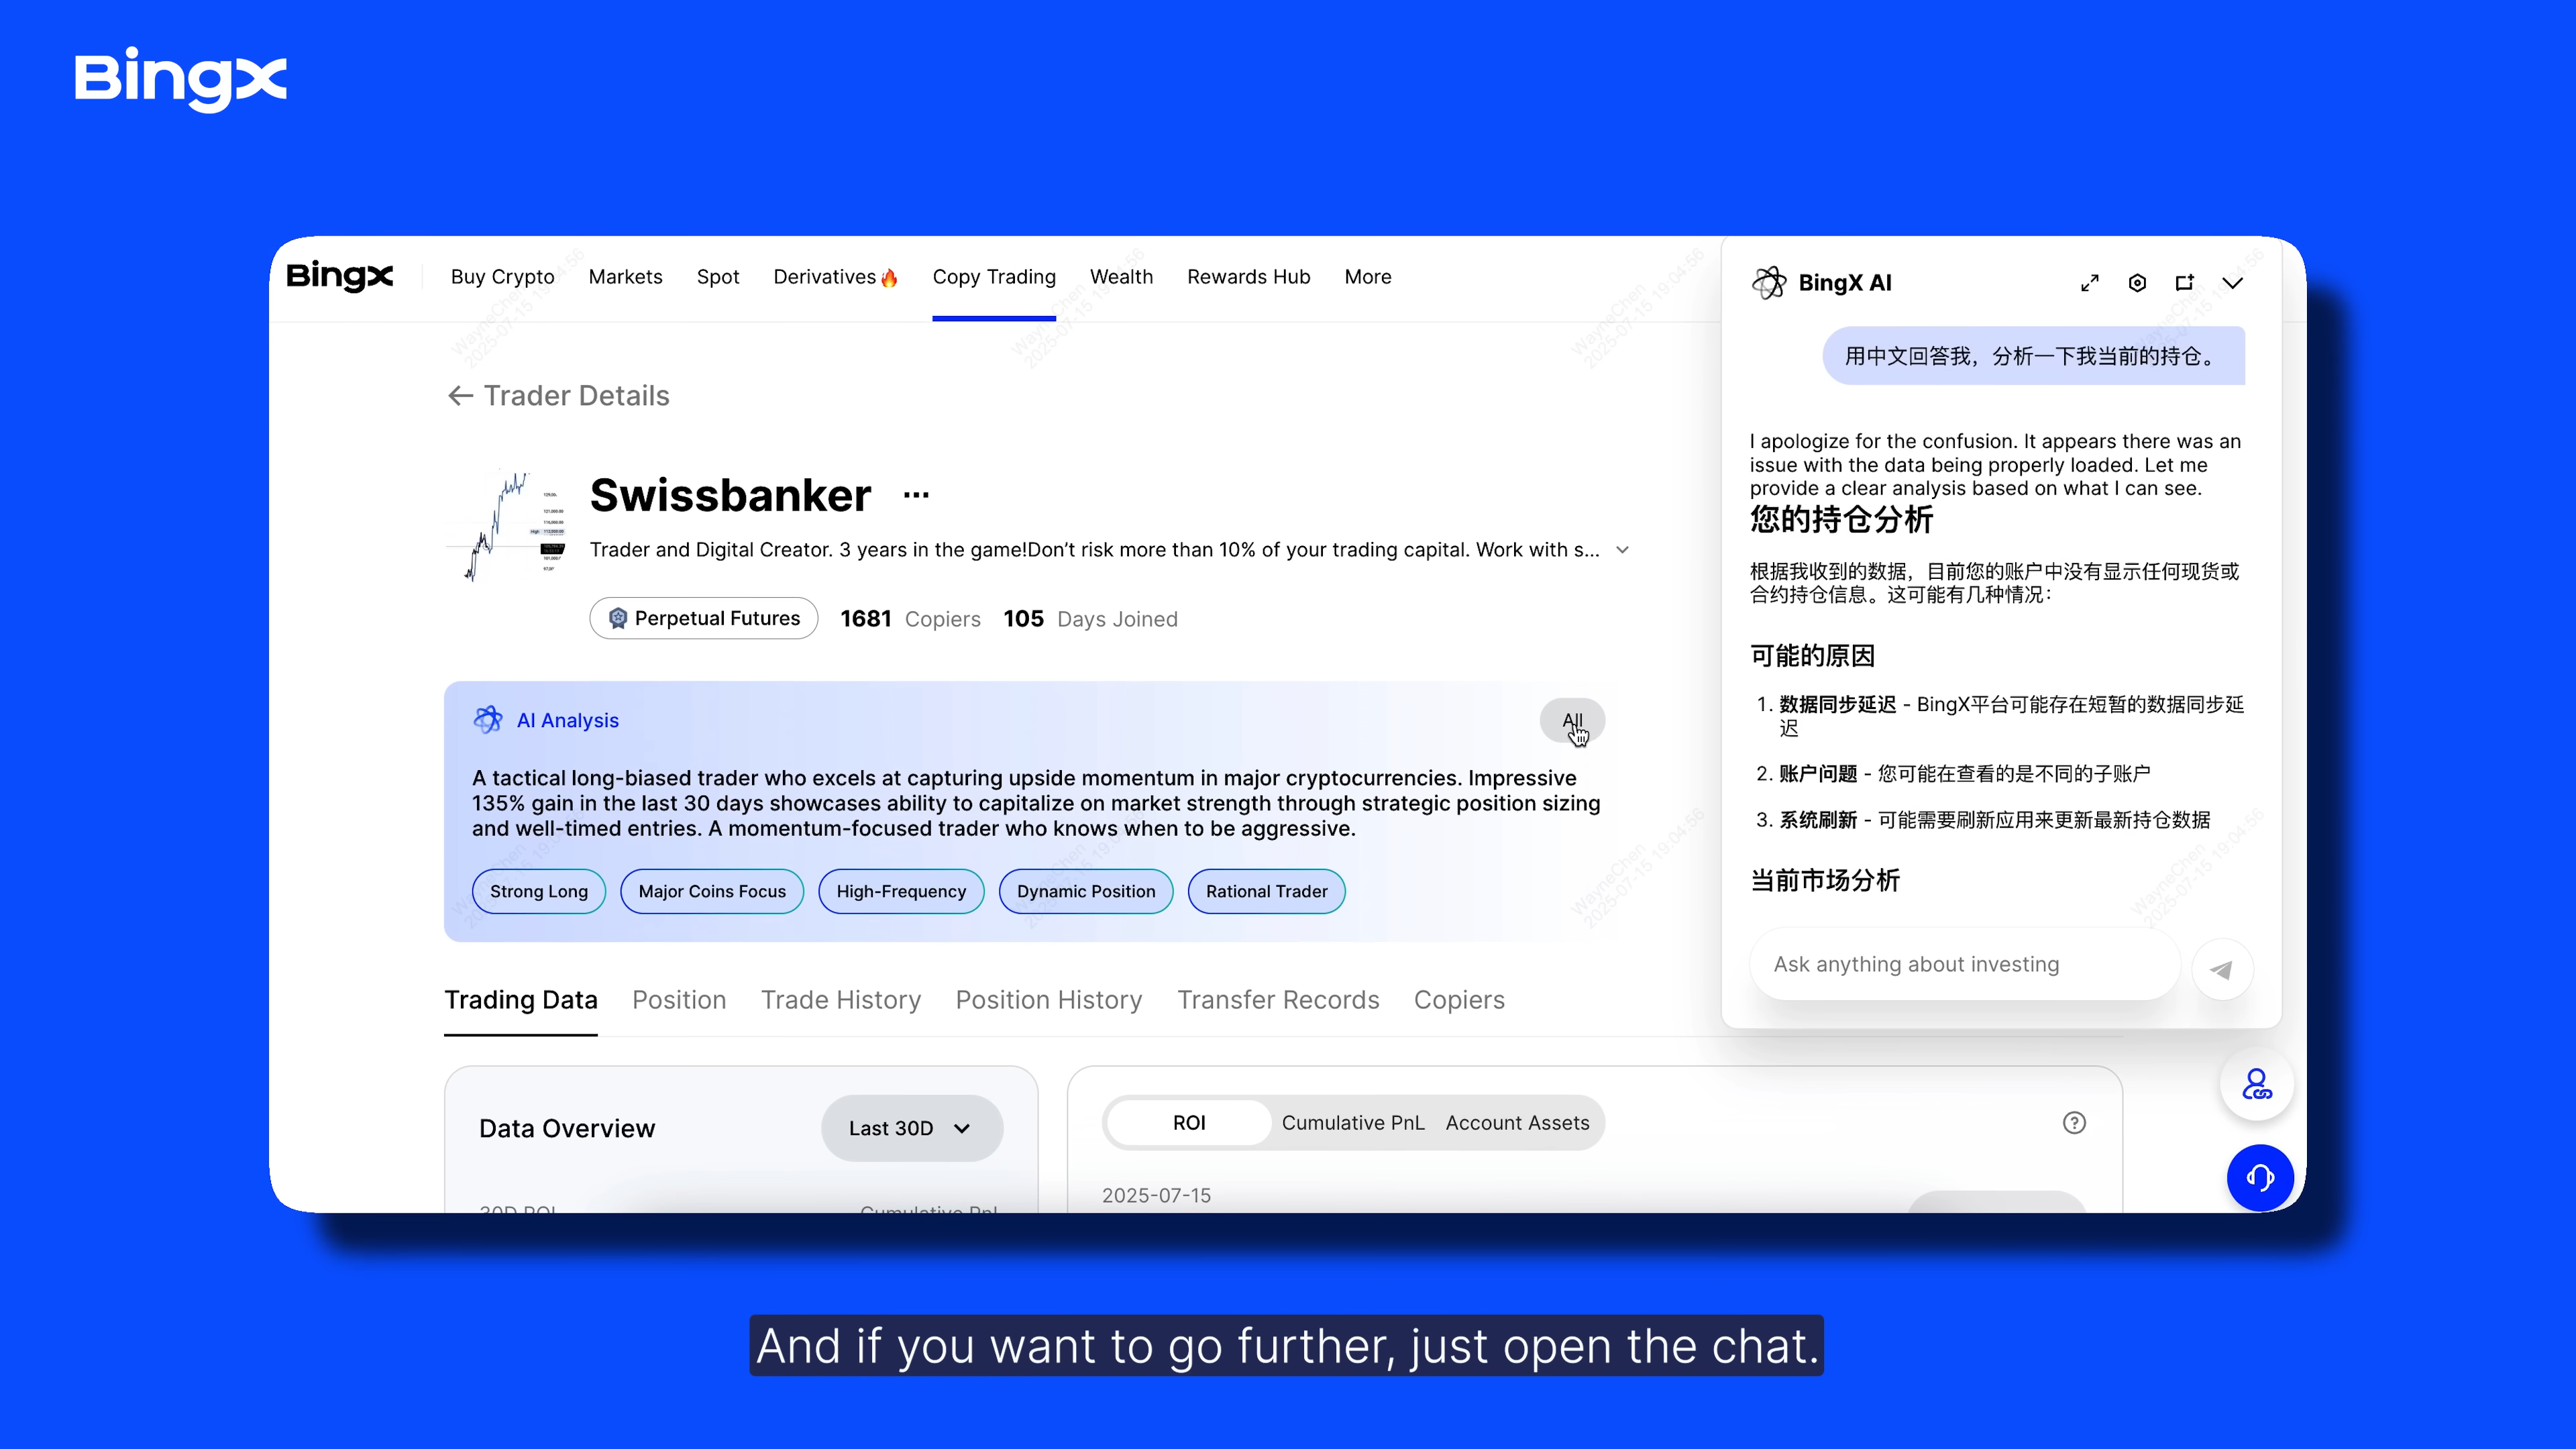 BingX
BingX
Buy Crypto Markets Spot Derivatives🔥 Copy Trading Wealth Rewards Hub More
← Trader Details
Swissbanker ...
Trader and Digital Creator. 3 years in the game!Don't risk more than 10% of your trading capital. Work with s...
Perpetual Futures 1681 Copiers 105 Days Joined
AI Analysis
All
A tactical long-biased trader who excels at capturing upside momentum in major cryptocurrencies. Impressive
135% gain in the last 30 days showcases ability to capitalize on market strength through strategic position sizing
and well-timed entries. A momentum-focused trader who knows when to be aggressive.
Strong Long Major Coins Focus High-Frequency Dynamic Position Rational Trader
Trading Data Position Trade History Position History Transfer Records Copiers
Data Overview Last 30D
30D ROI Cumulative PnL
ROI Cumulative PnL Account Assets
2025-07-15
BingX AI
用中文回答我，分析一下我当前的持仓。
I apologize for the confusion. It appears there was an
issue with the data being properly loaded. Let me
provide a clear analysis based on what I can see.
您的持仓分析
根据我收到的数据，目前您的账户中没有显示任何现货或
合约持仓信息。这可能有几种情况：
可能的原因
1. 数据同步延迟 - BingX平台可能存在短暂的数据同步延
迟
2. 账户问题 - 您可能在查看的是不同的子账户
3. 系统刷新 - 可能需要刷新应用来更新最新持仓数据
当前市场分析
Ask anything about investing
WayneChen
2025-07-15 19:04:56
And if you want to go further, just open the chat.